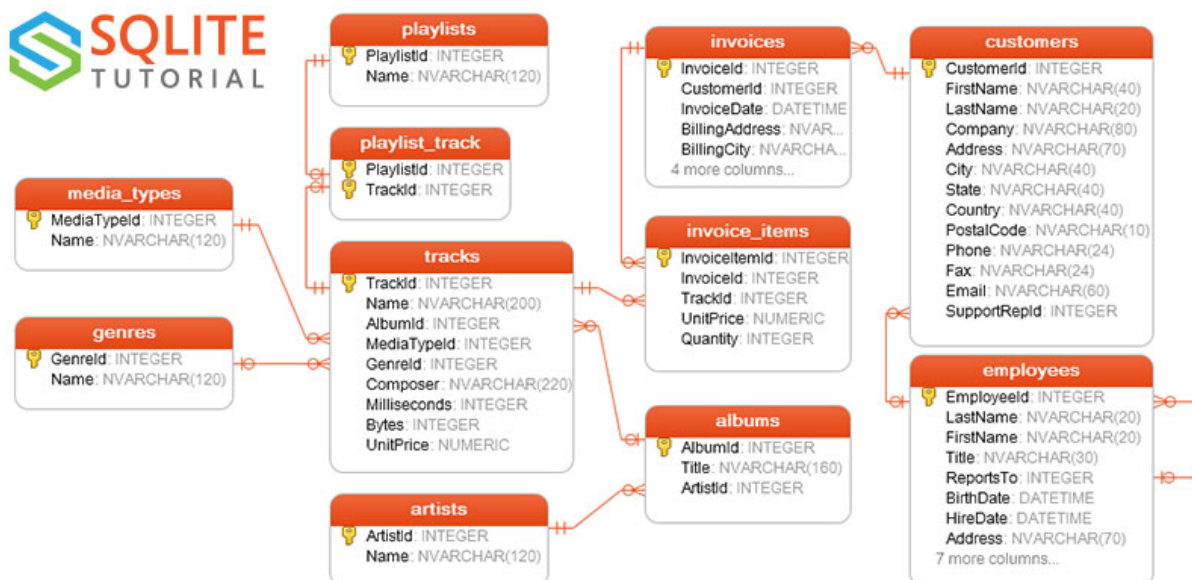 SQLITE
TUTORIAL
playlists
PlaylistId: INTEGER
Name: NVARCHAR(120)
playlist_track
PlaylistId: INTEGER
TrackId: INTEGER
media_types
MediaTypeId: INTEGER
Name: NVARCHAR(120)
genres
GenreId: INTEGER
Name: NVARCHAR(120)
tracks
TrackId: INTEGER
Name: NVARCHAR(200)
AlbumId: INTEGER
MediaTypeId: INTEGER
GenreId: INTEGER
Composer: NVARCHAR(220)
Milliseconds: INTEGER
Bytes: INTEGER
UnitPrice: NUMERIC
artists
ArtistId: INTEGER
Name: NVARCHAR(120)
invoices
InvoiceId: INTEGER
CustomerId: INTEGER
InvoiceDate: DATETIME
BillingAddress: NVAR...
BillingCity: NVARCHA...
4 more columns...
invoice_items
InvoiceItemId: INTEGER
InvoiceId: INTEGER
TrackId: INTEGER
UnitPrice: NUMERIC
Quantity: INTEGER
albums
AlbumId: INTEGER
Title: NVARCHAR(160)
ArtistId: INTEGER
customers
CustomerId: INTEGER
FirstName: NVARCHAR(40)
LastName: NVARCHAR(20)
Company: NVARCHAR(80)
Address: NVARCHAR(70)
City: NVARCHAR(40)
State: NVARCHAR(40)
Country: NVARCHAR(40)
PostalCode: NVARCHAR(10)
Phone: NVARCHAR(24)
Fax: NVARCHAR(24)
Email: NVARCHAR(60)
SupportRepId: INTEGER
employees
EmployeeId: INTEGER
LastName: NVARCHAR(20)
FirstName: NVARCHAR(20)
Title: NVARCHAR(30)
ReportsTo: INTEGER
BirthDate: DATETIME
HireDate: DATETIME
Address: NVARCHAR(70)
7 more columns...